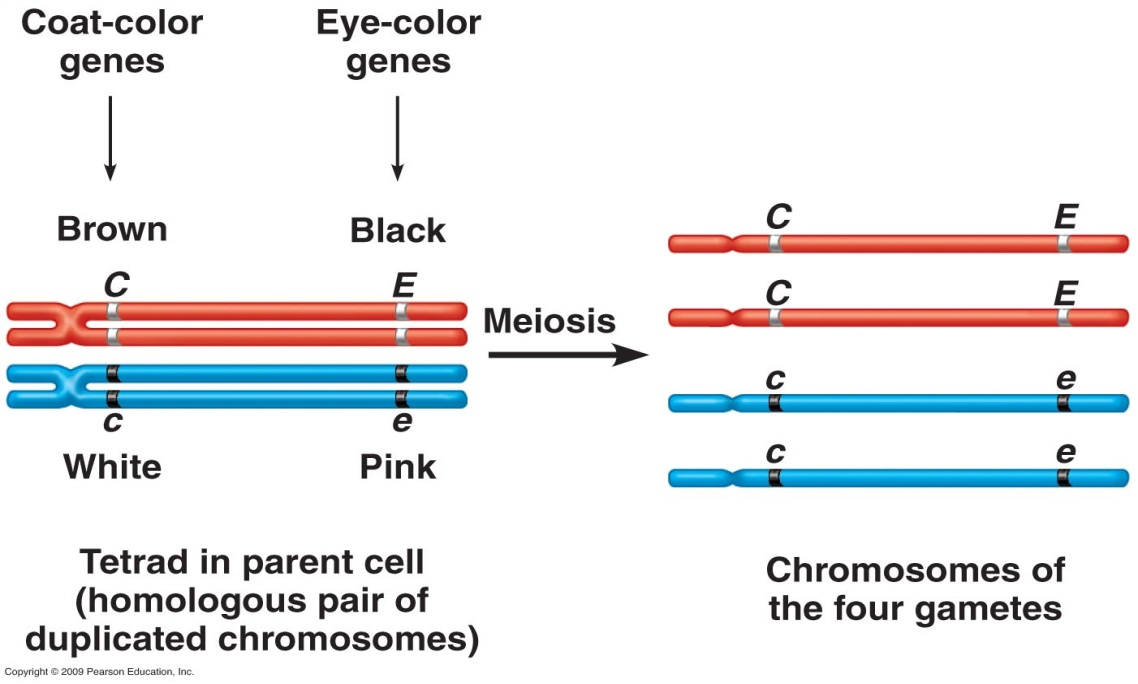 Coat-color
genes
Eye-color
genes
Brown
Black
C
E
White
Pink
c
e
Tetrad in parent cell
(homologous pair of
duplicated chromosomes)
Meiosis
C E
C E
c e
c e
Chromosomes of
the four gametes
Copyright © 2009 Pearson Education, Inc.